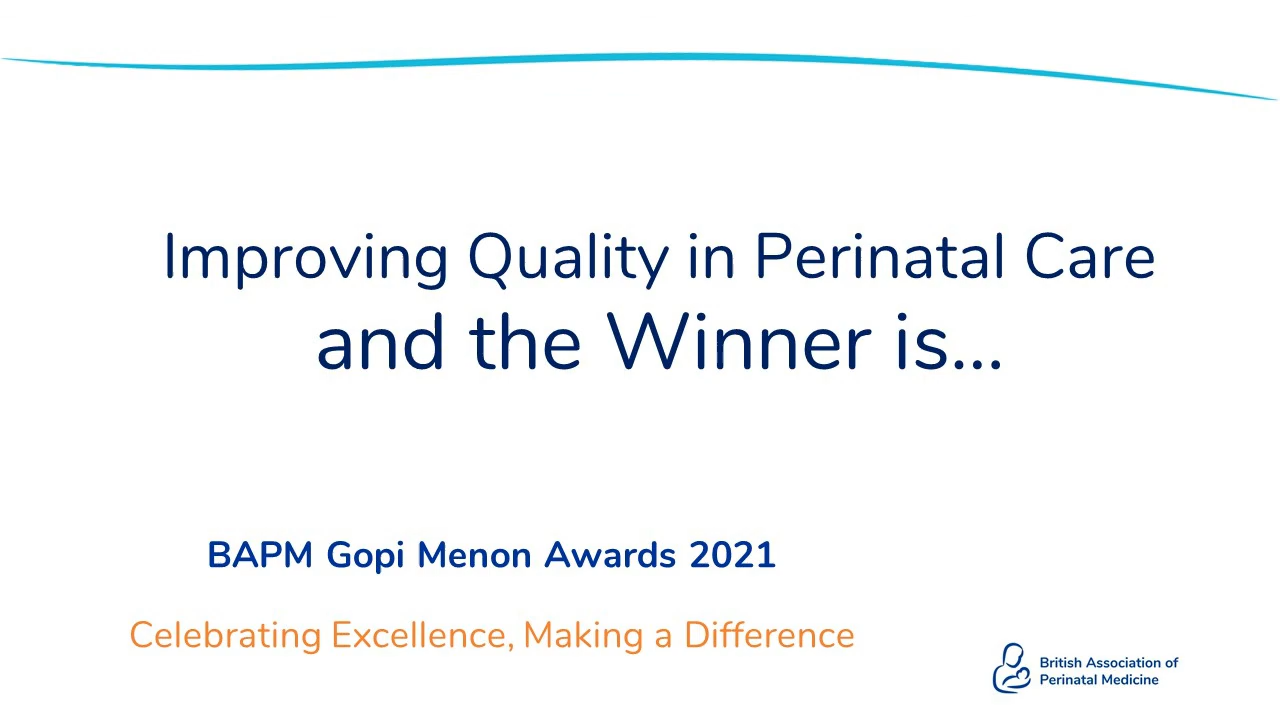 Improving Quality in Perinatal Care
and the Winner is...
BAPM Gopi Menon Awards 2021
Celebrating Excellence, Making a Difference
British Association of
Perinatal Medicine